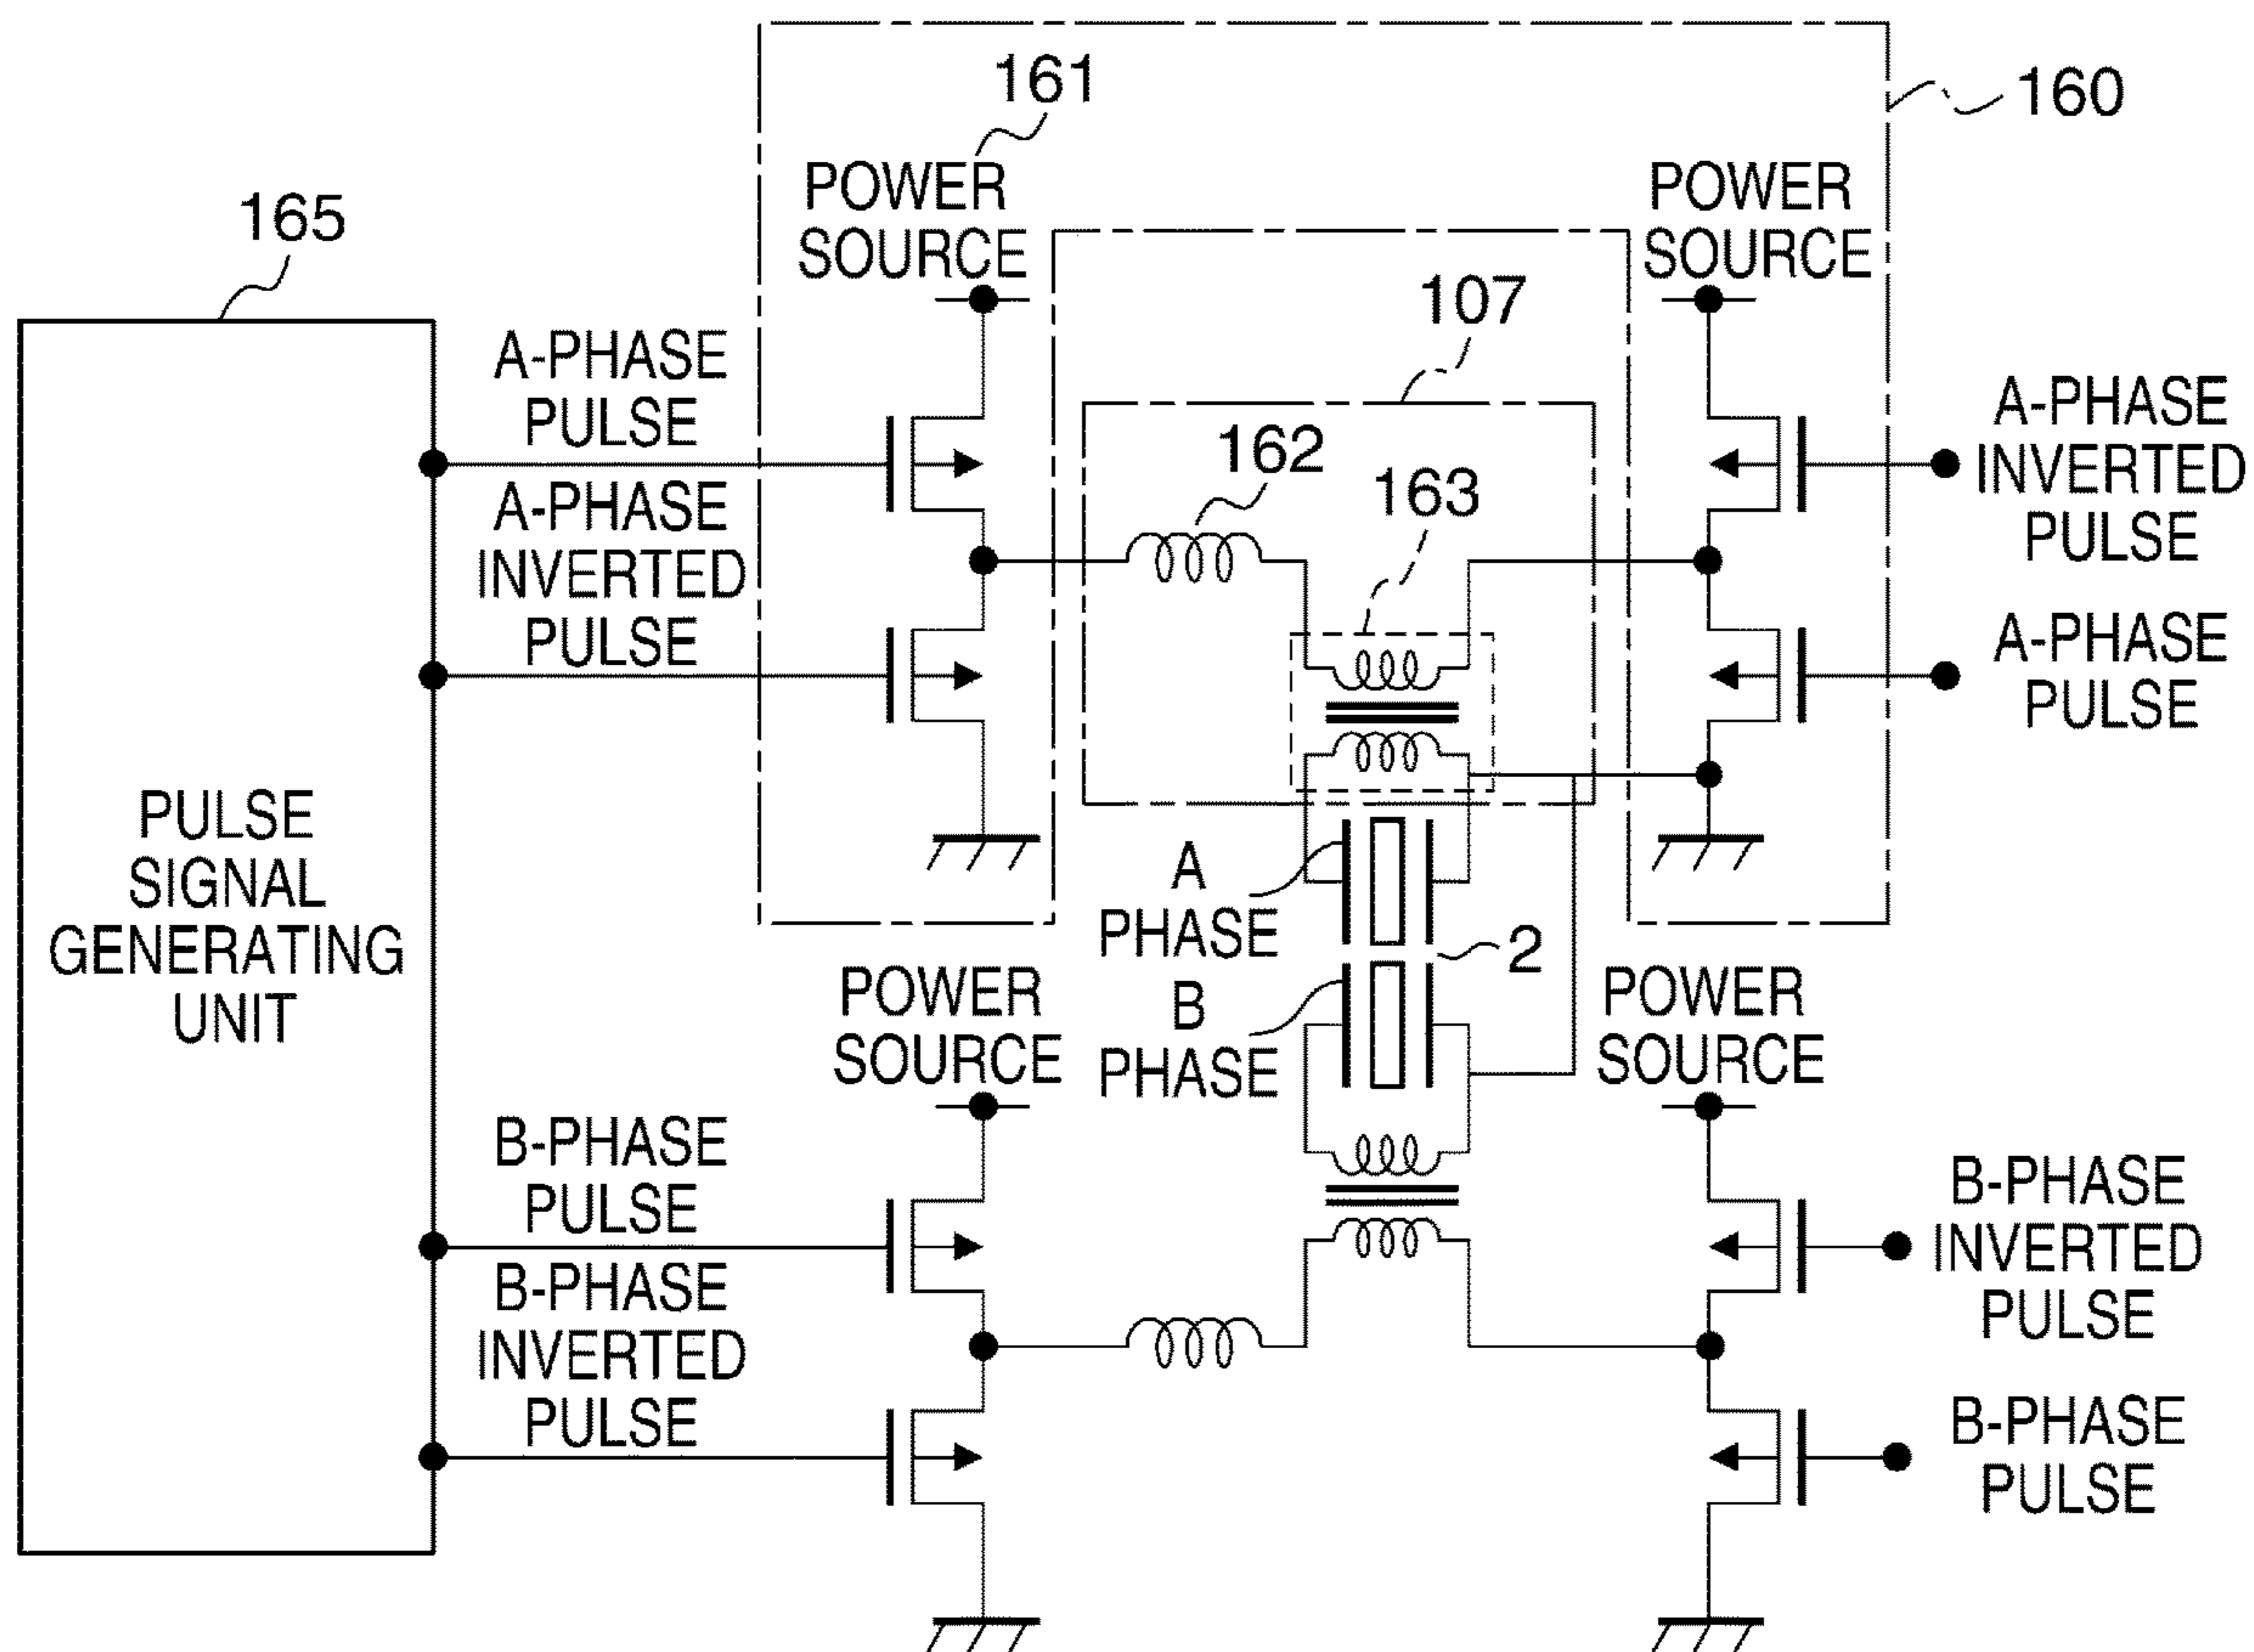 161
160
POWER
SOURCE
POWER
SOURCE
165
107
A-PHASE
PULSE
A-PHASE
INVERTED
PULSE
162
163
A-PHASE
INVERTED
PULSE
A-PHASE
PULSE
PULSE
SIGNAL
GENERATING
UNIT
A
PHASE
2
B
PHASE
POWER
SOURCE
POWER
SOURCE
B-PHASE
PULSE
B-PHASE
INVERTED
PULSE
B-PHASE
INVERTED
PULSE
B-PHASE
PULSE